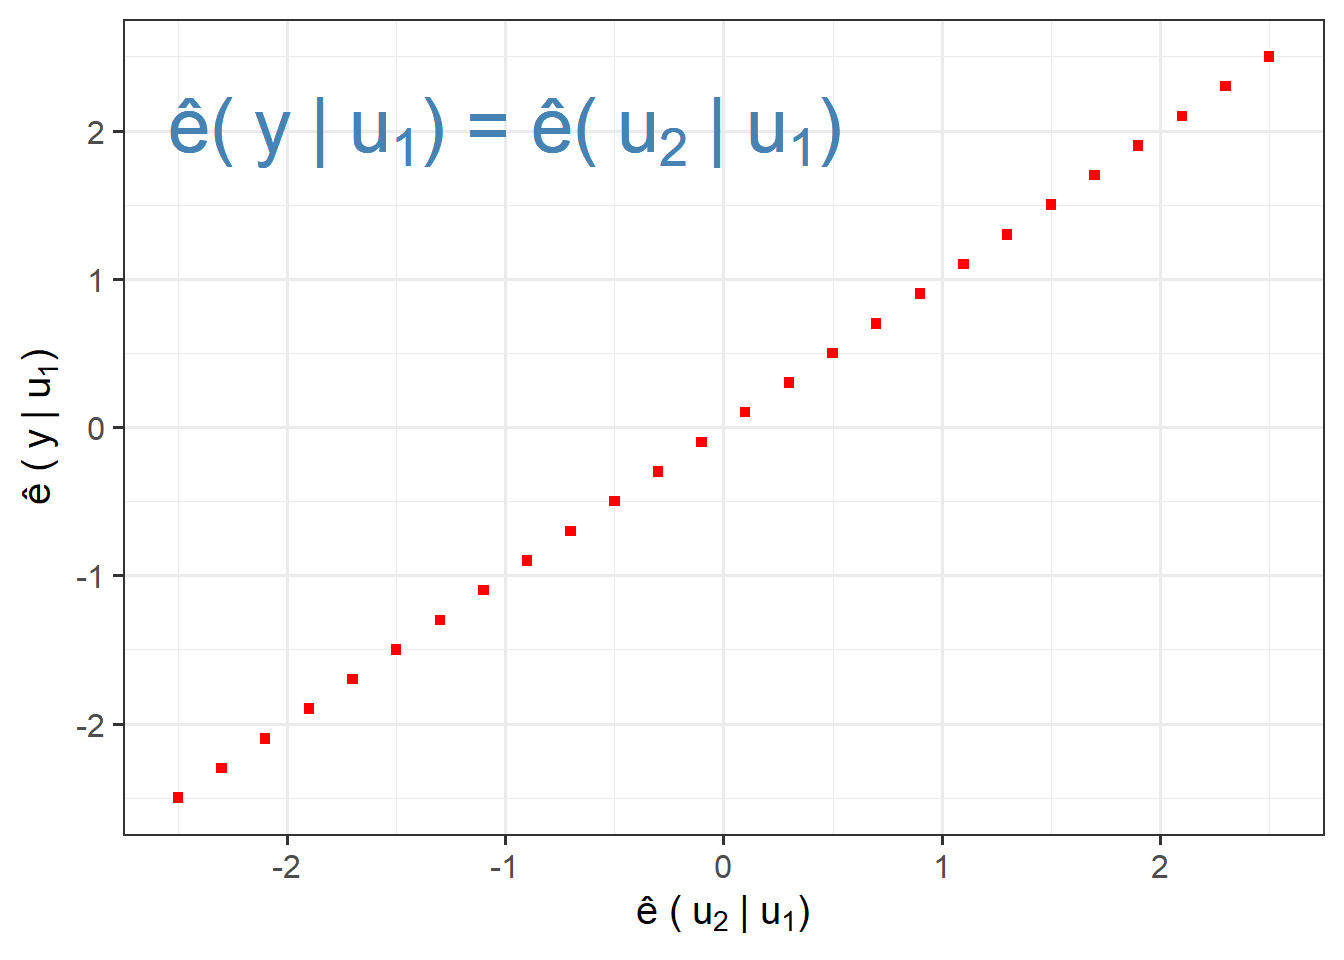 ê( y | u₁) = ê( u₂ | u₁)
2
1
0
-1
-2
ê ( y | u₁)
-2 -1 0 1 2
ê ( u₂ | u₁)